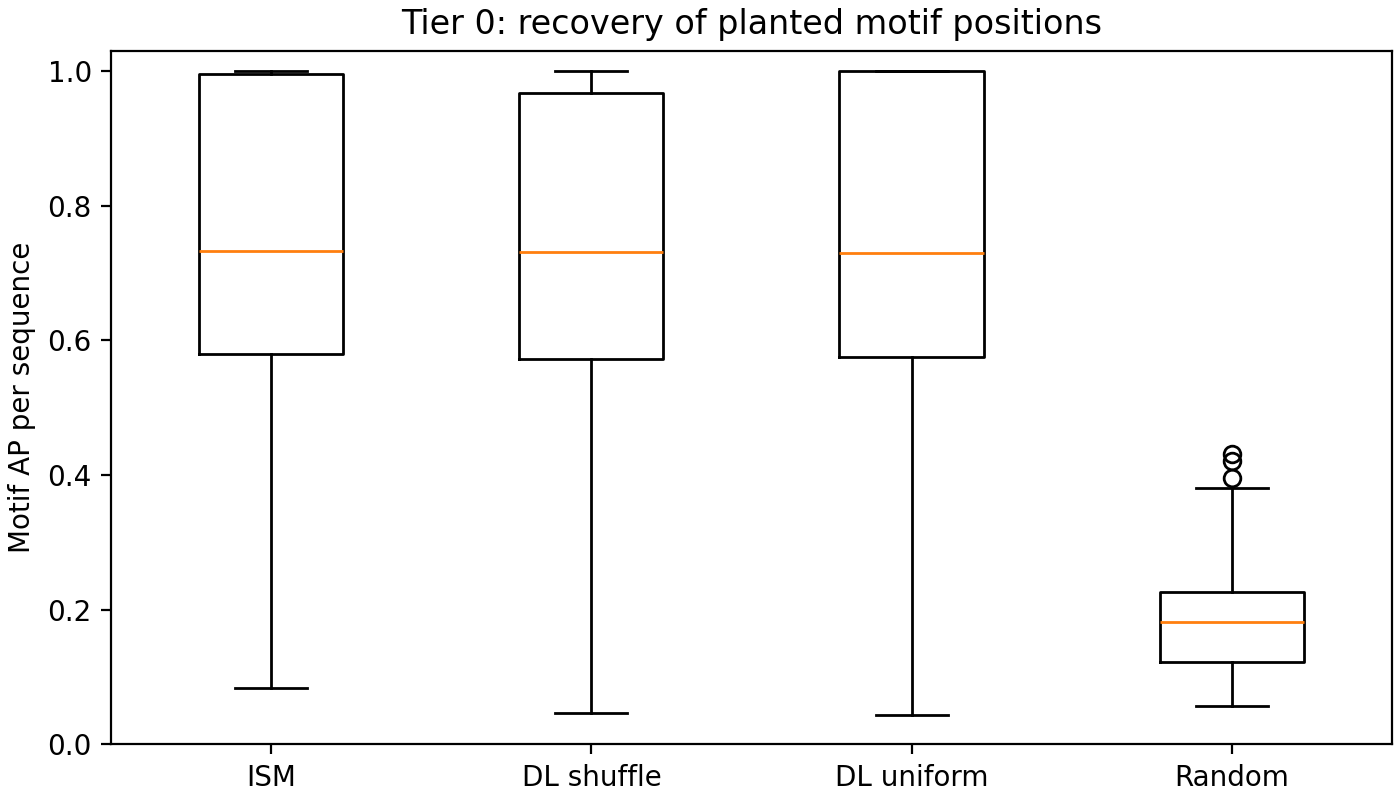 Tier 0: recovery of planted motif positions
Motif AP per sequence
1.0
0.8
0.6
0.4
0.2
0.0
ISM
DL shuffle
DL uniform
Random